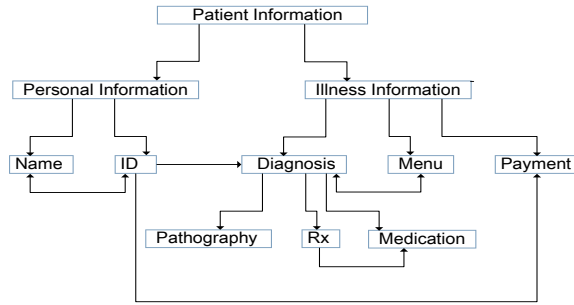 Patient Information
Personal Information Illness Information
Name ID Diagnosis Menu Payment
Pathography Rx Medication